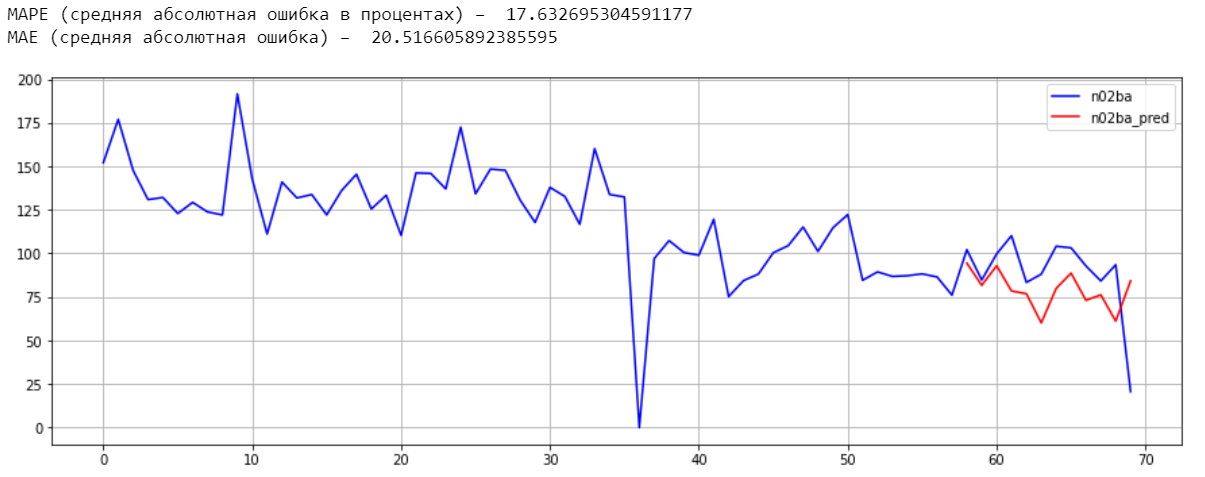 MAPE (средняя абсолютная ошибка в процентах) – 17.632695304591177
MAE (средняя абсолютная ошибка) – 20.516605892385595
200
175
150
125
100
75
50
25
0
n02ba
n02ba_pred
0 10 20 30 40 50 60 70